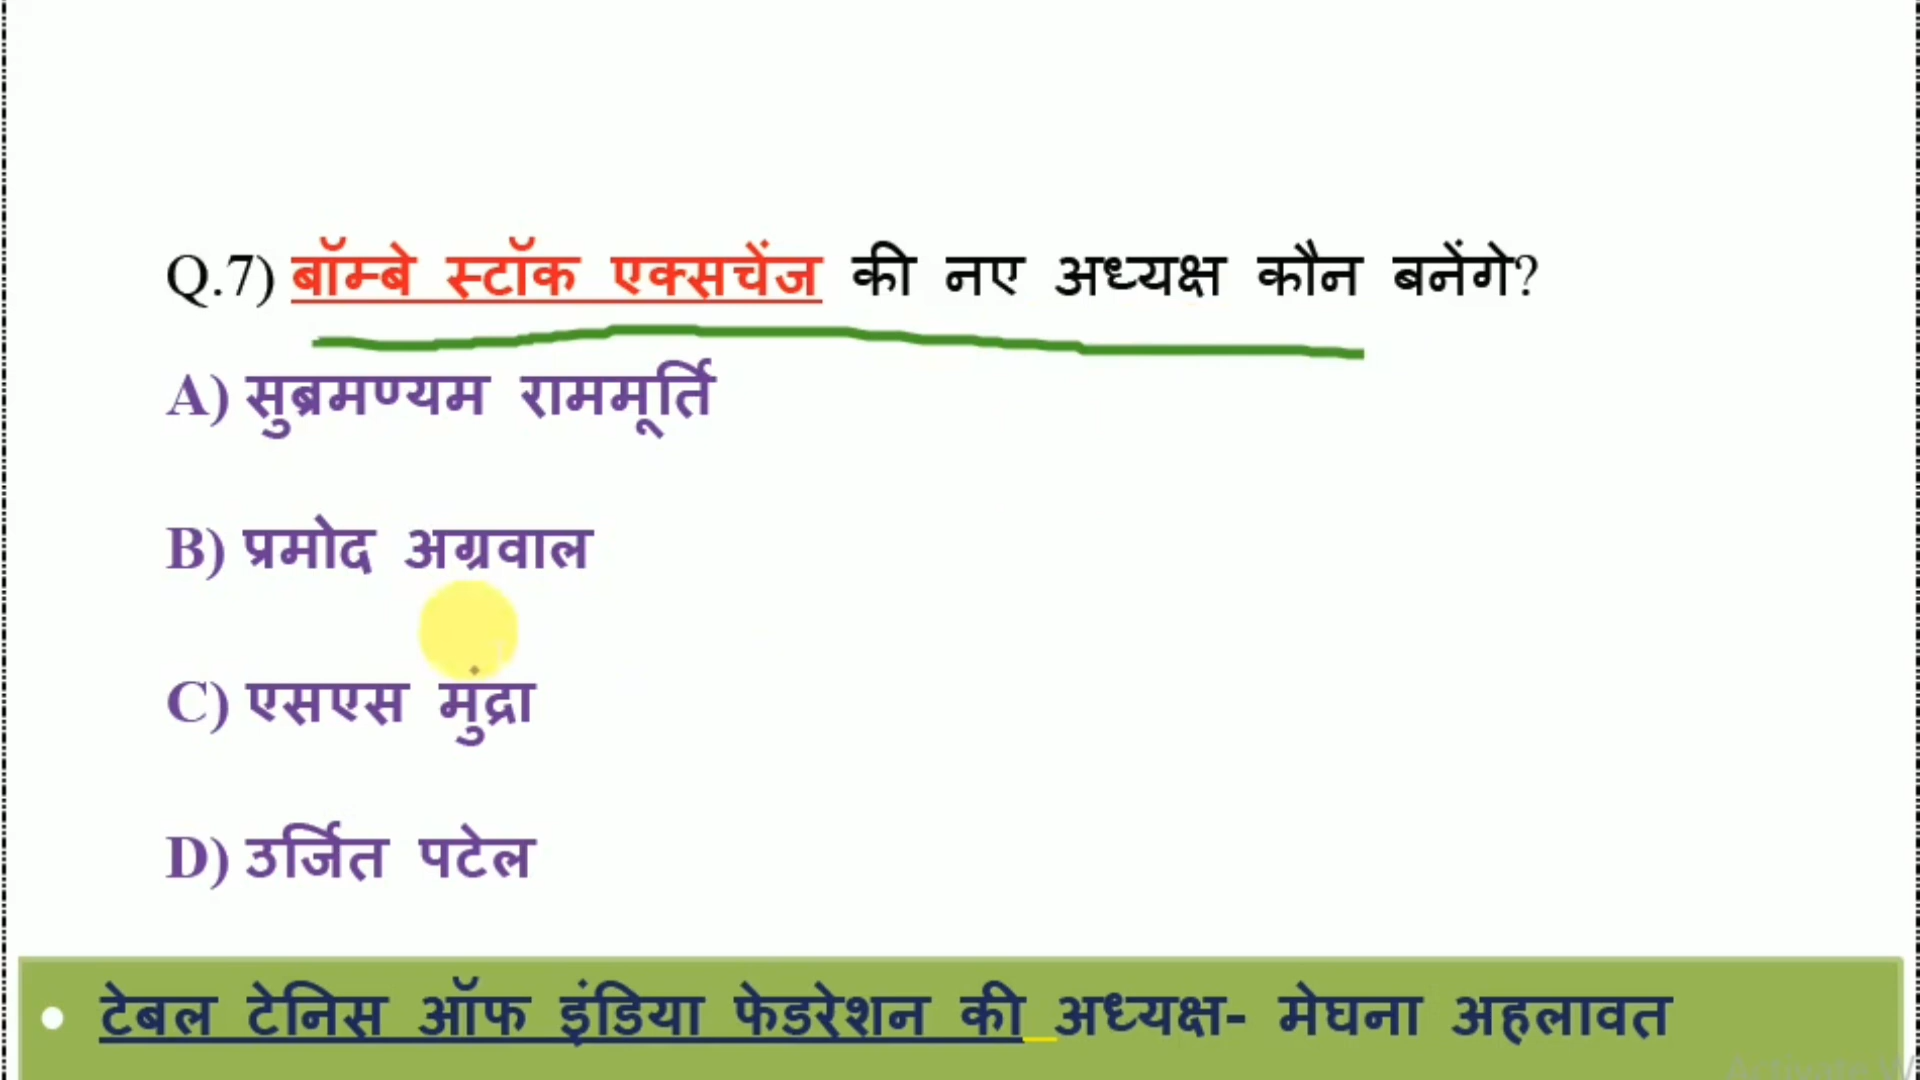 Q.7) बॉम्बे स्टॉक एक्सचेंज की नए अध्यक्ष कौन बनेंगे?
A) सुब्रमण्यम राममूर्ति
B) प्रमोद अग्रवाल
C) एसएस मुद्रा
D) उर्जित पटेल
• टेबल टेनिस ऑफ इंडिया फेडरेशन की अध्यक्ष- मेघना अहलावत